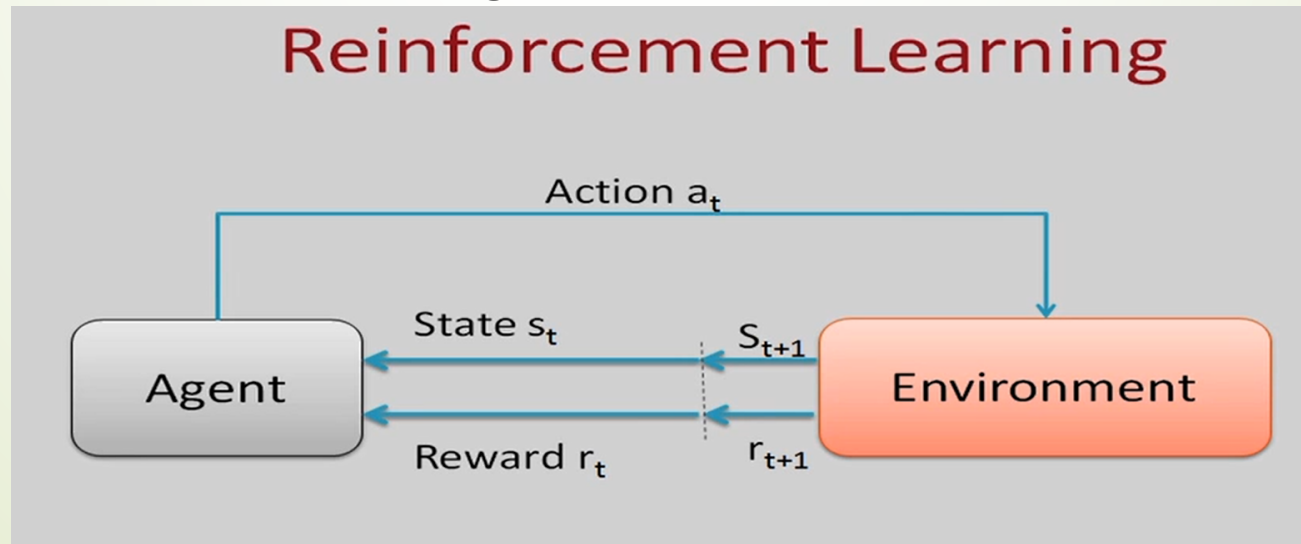 Reinforcement Learning
Action aₜ
State sₜ
Sₜ₊₁
Agent
Environment
Reward rₜ
rₜ₊₁